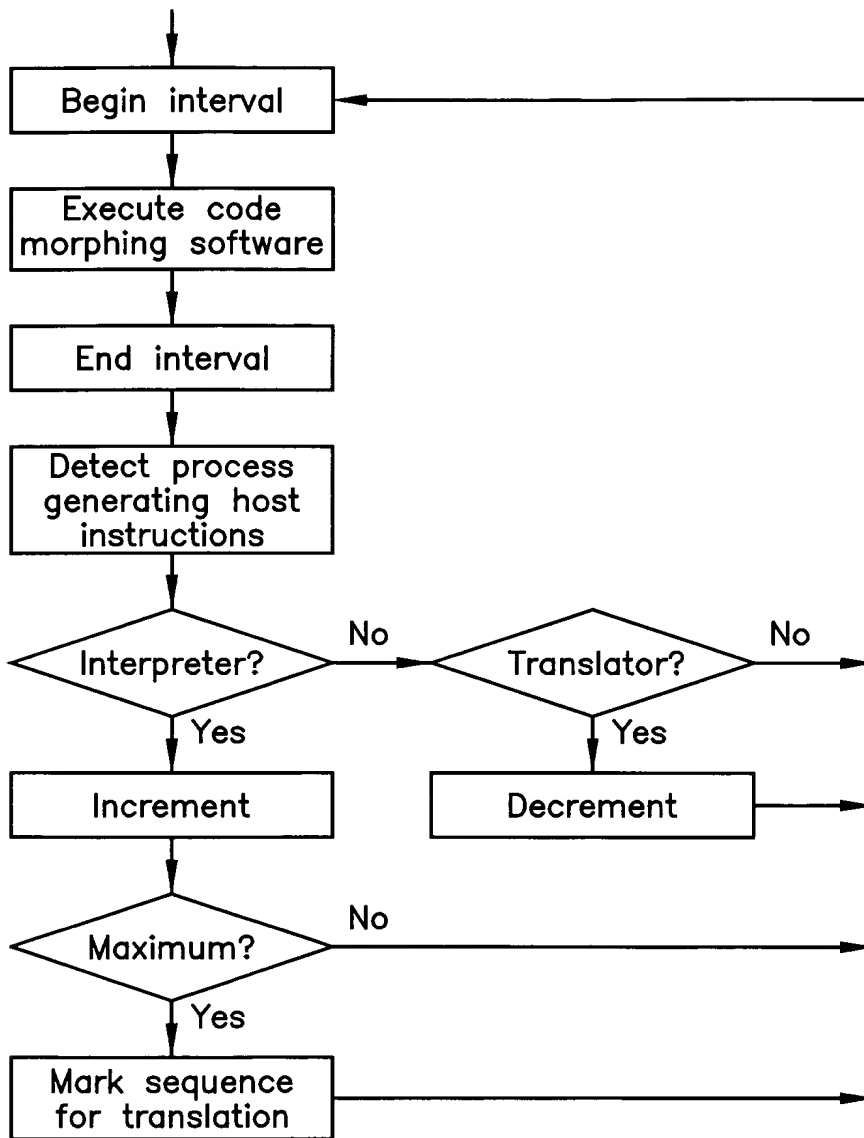 Begin interval
Execute code
morphing software
End interval
Detect process
generating host
instructions
Interpreter?
No
Translator?
No
Yes
Yes
Increment
Decrement
Maximum?
No
Yes
Mark sequence
for translation